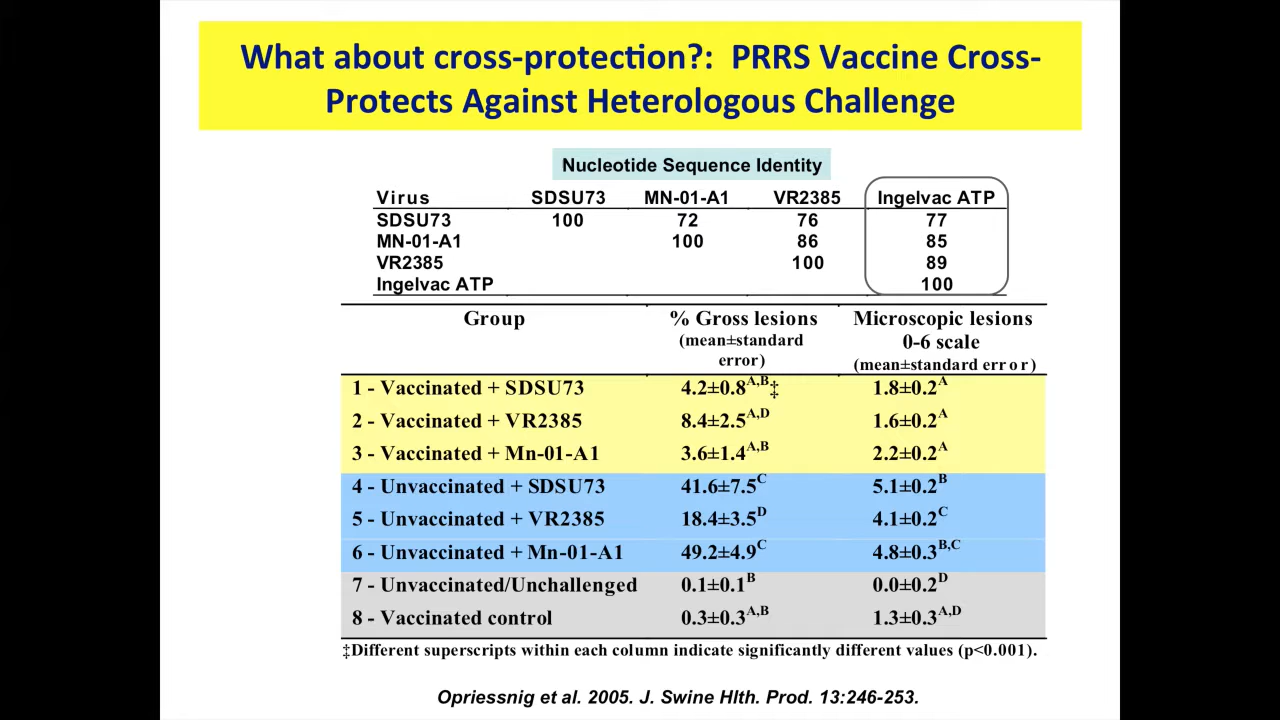 What about cross-protection?: PRRS Vaccine Cross-
Protects Against Heterologous Challenge
Nucleotide Sequence Identity
Virus SDSU73 MN-01-A1 VR2385 Ingelvac ATP
SDSU73 100 72 76 77
MN-01-A1 100 86 85
VR2385 100 89
Ingelvac ATP 100
Group % Gross lesions Microscopic lesions
(mean±standard 0-6 scale
error) (mean±standard error)
1 - Vaccinated + SDSU73 4.2±0.8A,B‡ 1.8±0.2A
2 - Vaccinated + VR2385 8.4±2.5A,D 1.6±0.2A
3 - Vaccinated + Mn-01-A1 3.6±1.4A,B 2.2±0.2A
4 - Unvaccinated + SDSU73 41.6±7.5C 5.1±0.2B
5 - Unvaccinated + VR2385 18.4±3.5D 4.1±0.2C
6 - Unvaccinated + Mn-01-A1 49.2±4.9C 4.8±0.3B,C
7 - Unvaccinated/Unchallenged 0.1±0.1B 0.0±0.2D
8 - Vaccinated control 0.3±0.3A,B 1.3±0.3A,D
‡Different superscripts within each column indicate significantly different values (p<0.001).
Opriessnig et al. 2005. J. Swine Hlth. Prod. 13:246-253.